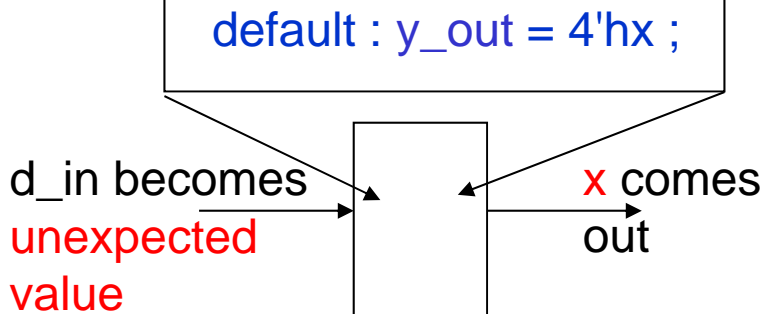 default : y_out = 4'hx ;
d_in becomes
unexpected
value
x comes
out